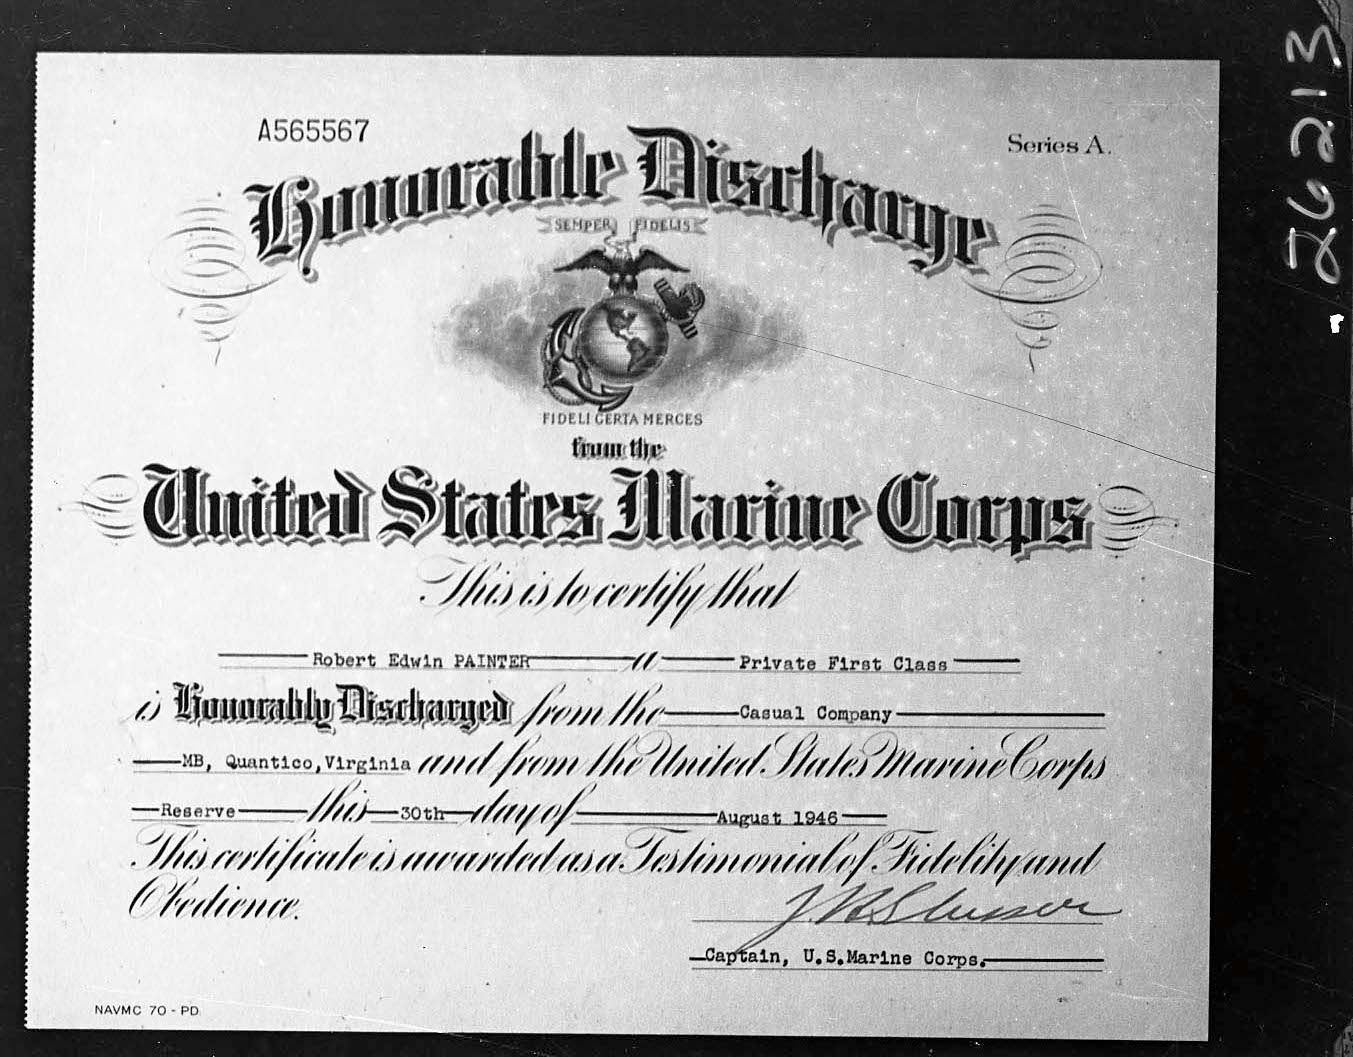 26213
A565567
Series A.
Honorable Discharge
SEMPER FIDELIS
FIDELI CERTA MERCES
from the
United States Marine Corps
This is to certify that
Robert Edwin PAINTER a Private First Class
is Honorably Discharged from the Casual Company
MB, Quantico, Virginia and from the United States Marine Corps
Reserve this 30th day of August 1946
This certificate is awarded as a Testimonial of Fidelity and
Obedience.
Captain, U.S.Marine Corps.
NAVMC 70 - PD